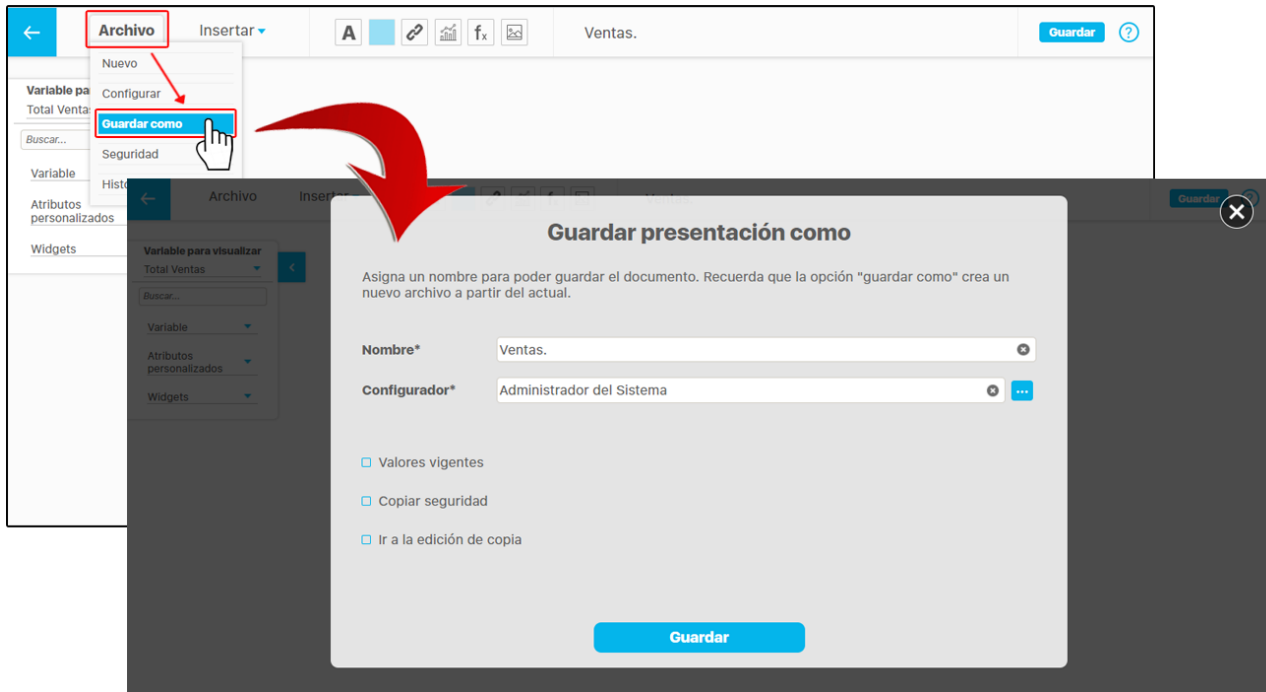 Archivo
Insertar
A
fx
Ventas.
Guardar
?
Nuevo
Configurar
Guardar como
Seguridad
Histo
Variable pa
Total Venta
Buscar...
Variable
Atributos
personalizados
Widgets
Archivo
Insertar
Ventas.
Guardar
Variable para visualizar
Total Ventas
Buscar...
Variable
Atributos
personalizados
Widgets
Guardar presentación como
Asigna un nombre para poder guardar el documento. Recuerda que la opción "guardar como" crea un
nuevo archivo a partir del actual.
Nombre*
Ventas.
Configurador*
Administrador del Sistema
...
Valores vigentes
Copiar seguridad
Ir a la edición de copia
Guardar